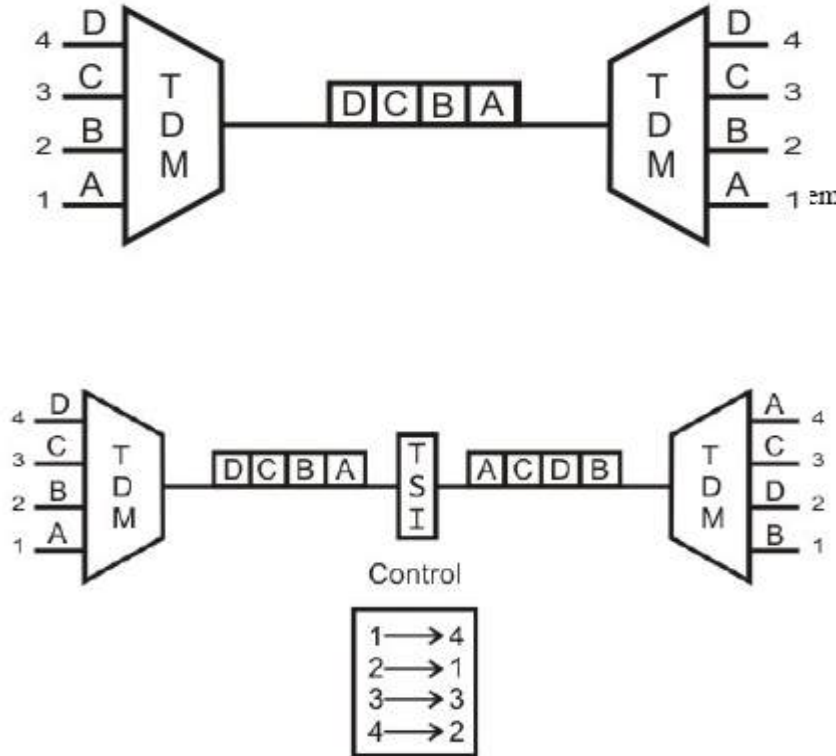 4 D
3 C
2 B
1 A
TDM
D C B A
TDM
D 4
C 3
B 2
A 1
em
4 D
3 C
2 B
1 A
TDM
D C B A
TSI
A C D B
TDM
A 4
C 3
D 2
B 1
Control
1→4
2→1
3→3
4→2